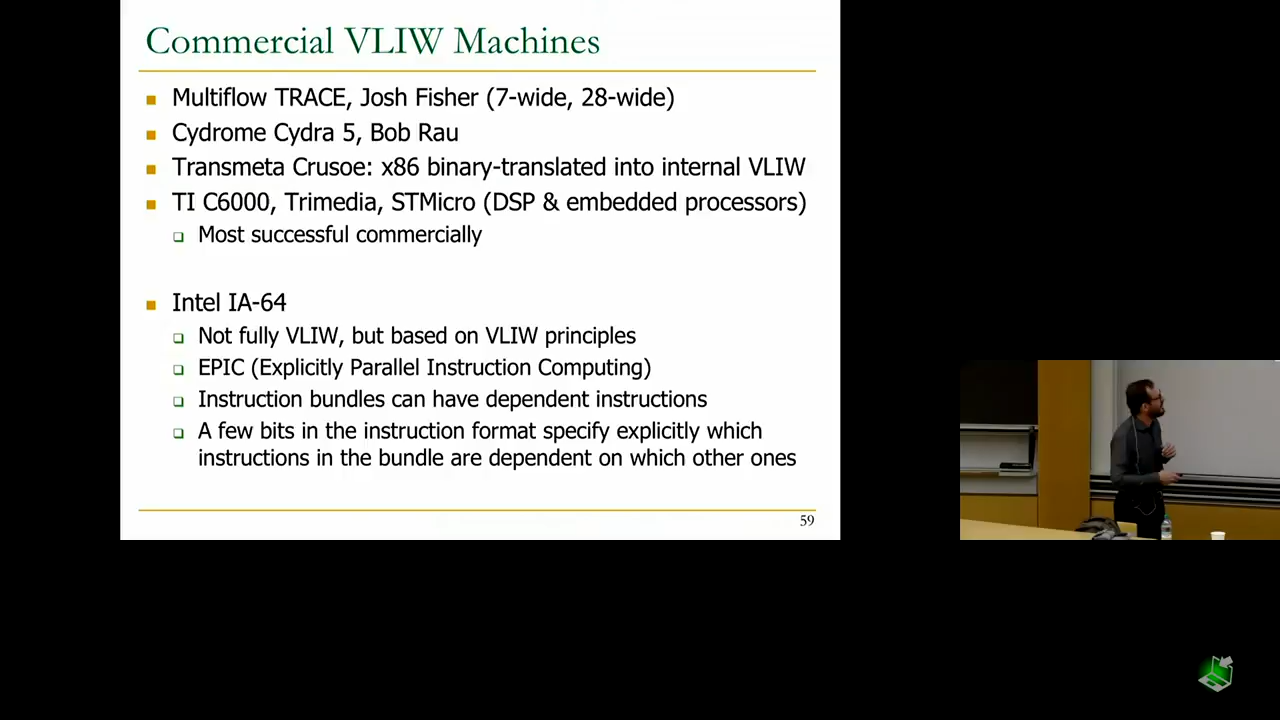 Commercial VLIW Machines
Multiflow TRACE, Josh Fisher (7-wide, 28-wide)
Cydrome Cydra 5, Bob Rau
Transmeta Crusoe: x86 binary-translated into internal VLIW
TI C6000, Trimedia, STMicro (DSP & embedded processors)
Most successful commercially
Intel IA-64
Not fully VLIW, but based on VLIW principles
EPIC (Explicitly Parallel Instruction Computing)
Instruction bundles can have dependent instructions
A few bits in the instruction format specify explicitly which
instructions in the bundle are dependent on which other ones
59